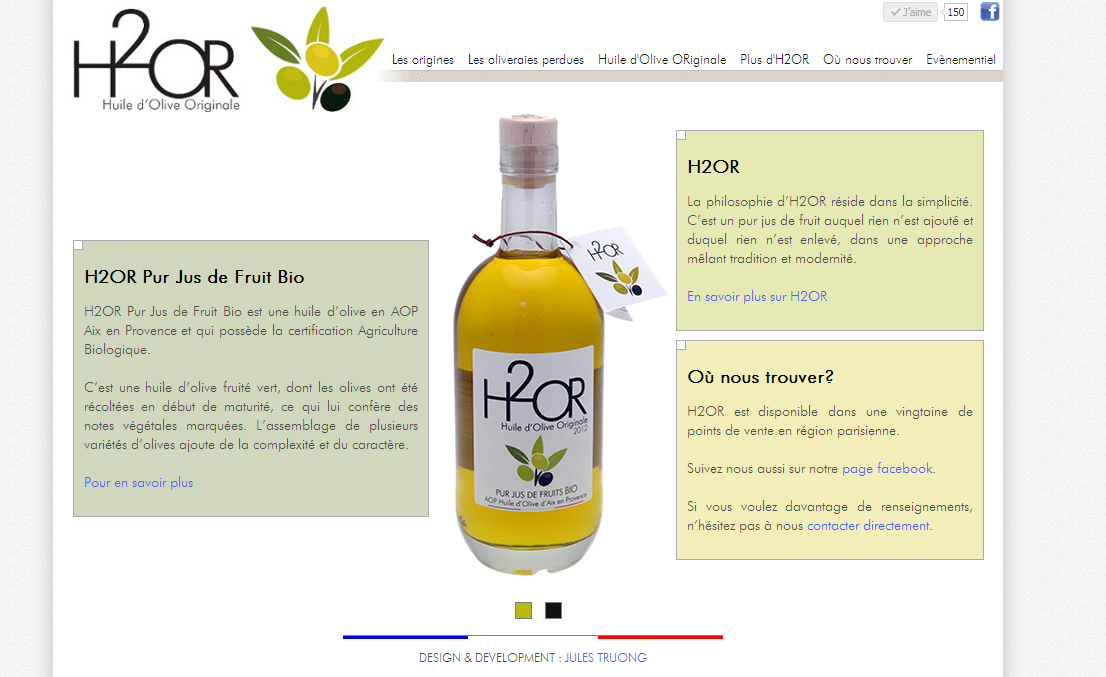 J'aime 150 f
H2OR
Huile d'Olive Originale
Les origines Les oliveraies perdues Huile d'Olive ORiginale Plus d'H2OR Où nous trouver Evènementiel
H2OR Pur Jus de Fruit Bio
H2OR Pur Jus de Fruit Bio est une huile d'olive en AOP
Aix en Provence et qui possède la certification Agriculture
Biologique.
C'est une huile d'olive fruité vert, dont les olives ont été
récoltées en début de maturité, ce qui lui confère des
notes végétales marquées. L'assemblage de plusieurs
variétés d'olives ajoute de la complexité et du caractère.
Pour en savoir plus
H2OR
H2OR
Huile d'Olive Originale
2012
PUR JUS DE FRUITS BIO
AOP Huile d'Olive d'Aix en Provence
H2OR
La philosophie d'H2OR réside dans la simplicité.
C'est un pur jus de fruit auquel rien n'est ajouté et
duquel rien n'est enlevé, dans une approche
mêlant tradition et modernité.
En savoir plus sur H2OR
Où nous trouver?
H2OR est disponible dans une vingtaine de
points de vente en région parisienne.
Suivez nous aussi sur notre page facebook.
Si vous voulez davantage de renseignements,
n'hésitez pas à nous contacter directement.
DESIGN & DEVELOPMENT : JULES TRUONG